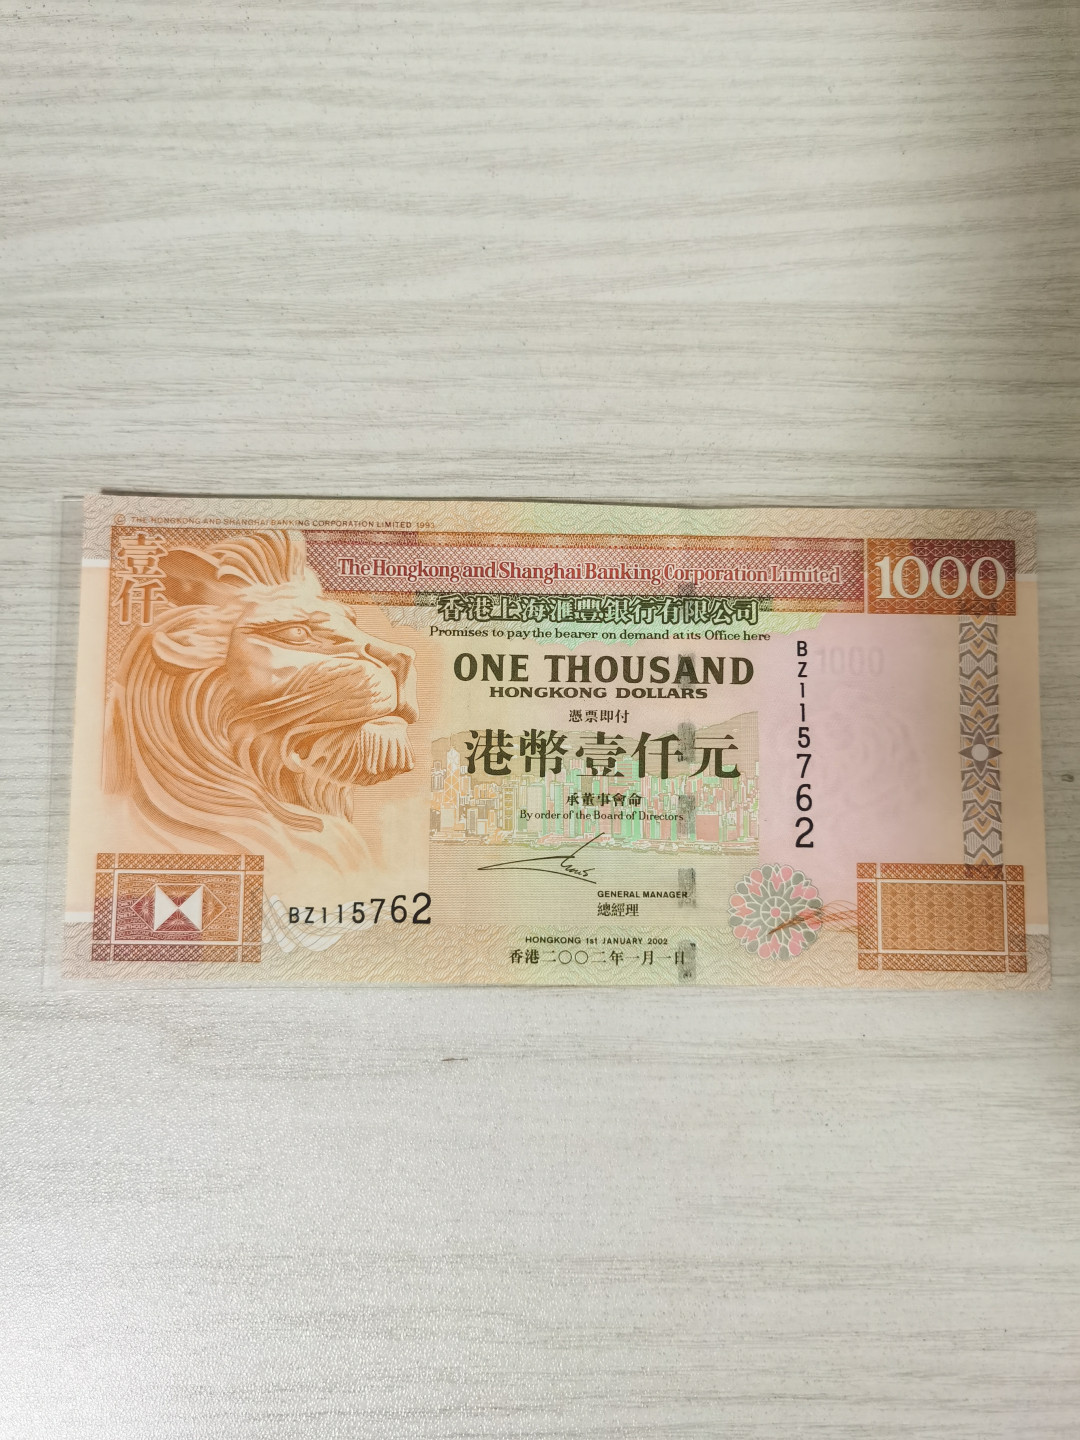 © THE HONGKONG AND SHANGHAI BANKING CORPORATION LIMITED 1993
壹仟
The Hongkong and Shanghai Banking Corporation Limited
1000
香港上海滙豐銀行有限公司
Promises to pay the bearer on demand at its Office here
ONE THOUSAND
HONGKONG DOLLARS
憑票即付
港幣壹仟元
承董事會命
By order of the Board of Directors
BZ115762
1000
GENERAL MANAGER
總經理
BZ115762
HONGKONG 1st JANUARY 2002
香港二〇〇二年一月一日